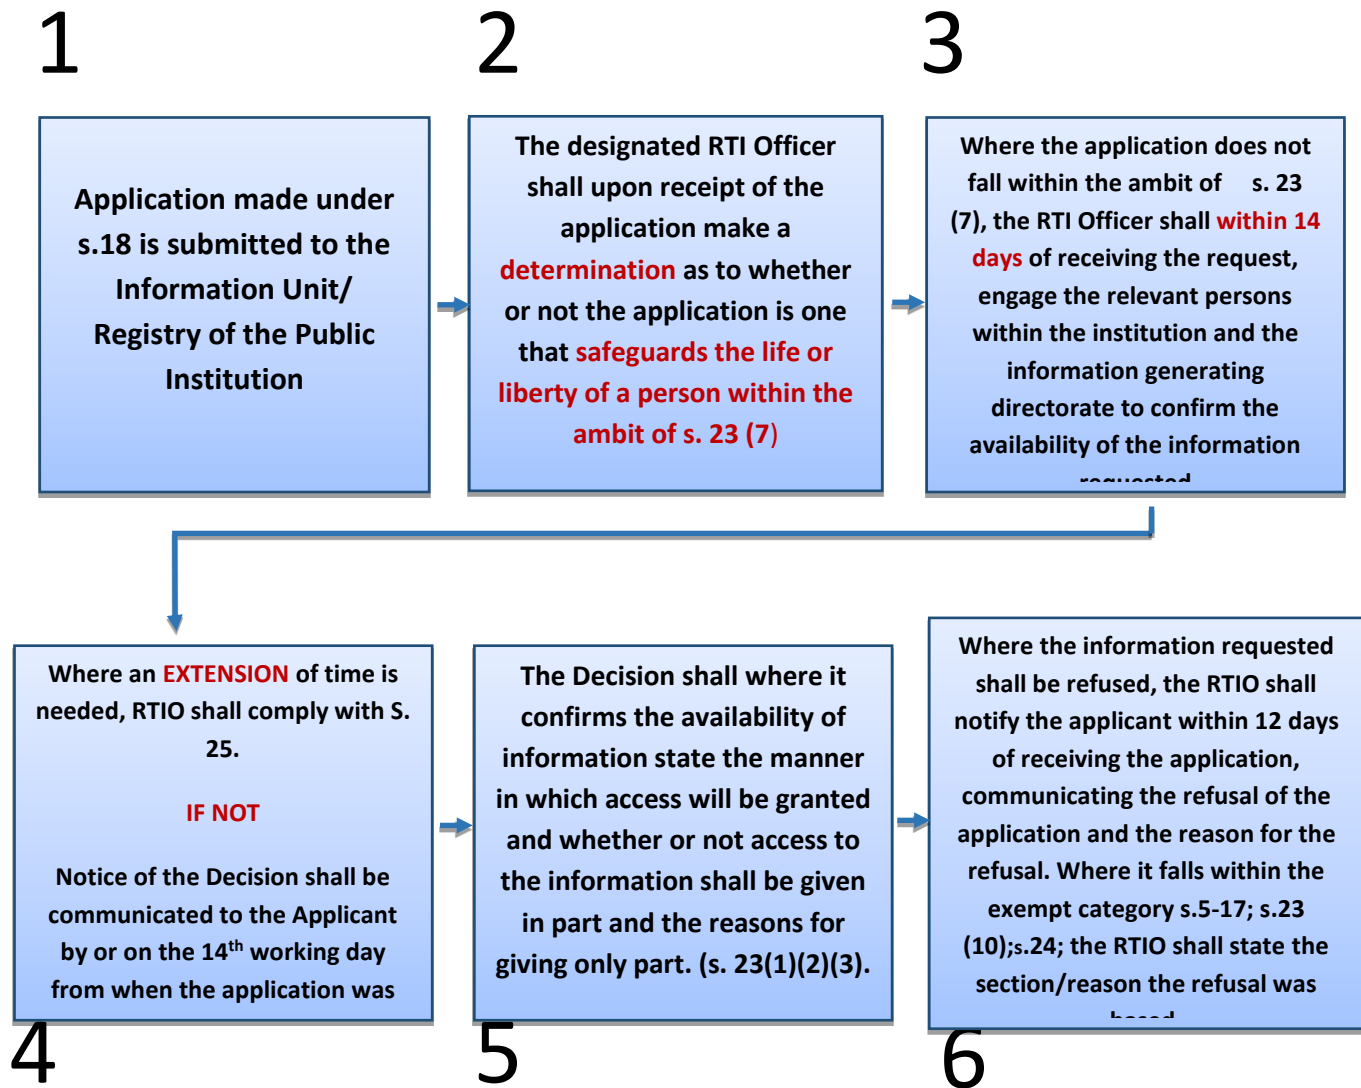 1
2
3
Application made under
s.18 is submitted to the
Information Unit/
Registry of the Public
Institution
The designated RTI Officer
shall upon receipt of the
application make a
determination as to whether
or not the application is one
that safeguards the life or
liberty of a person within the
ambit of s. 23 (7)
Where the application does not
fall within the ambit of s. 23
(7), the RTI Officer shall within 14
days of receiving the request,
engage the relevant persons
within the institution and the
information generating
directorate to confirm the
availability of the information
requested
Where an EXTENSION of time is
needed, RTIO shall comply with S.
25.
IF NOT
Notice of the Decision shall be
communicated to the Applicant
by or on the 14th working day
from when the application was
The Decision shall where it
confirms the availability of
information state the manner
in which access will be granted
and whether or not access to
the information shall be given
in part and the reasons for
giving only part. (s. 23(1)(2)(3).
Where the information requested
shall be refused, the RTIO shall
notify the applicant within 12 days
of receiving the application,
communicating the refusal of the
application and the reason for the
refusal. Where it falls within the
exempt category s.5-17; s.23
(10);s.24; the RTIO shall state the
section/reason the refusal was
based
4
5
6